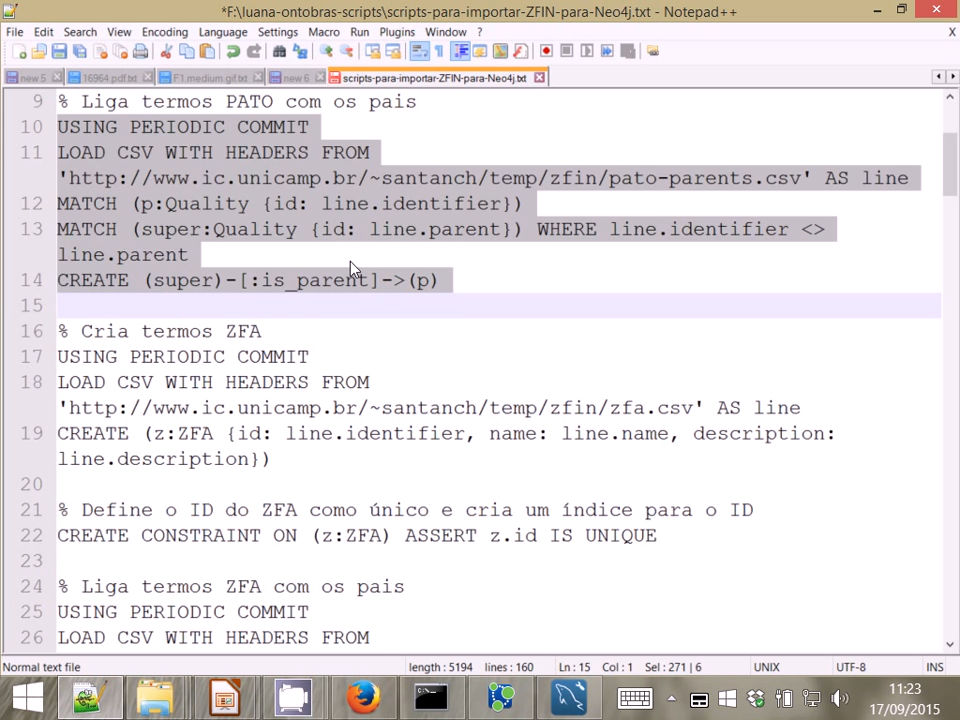 *F:\luana-ontobras-scripts\scripts-para-importar-ZFIN-para-Neo4j.txt - Notepad++
File Edit Search View Encoding Language Settings Macro Run Plugins Window ? X
new 5 16964.pdf.txt F1.medium.gif.txt new 6 scripts-para-importar-ZFIN-para-Neo4j.txt
9 % Liga termos PATO com os pais
10 USING PERIODIC COMMIT
11 LOAD CSV WITH HEADERS FROM
'http://www.ic.unicamp.br/~santanch/temp/zfin/pato-parents.csv' AS line
12 MATCH (p:Quality {id: line.identifier})
13 MATCH (super:Quality {id: line.parent}) WHERE line.identifier <>
line.parent
14 CREATE (super)-[:is_parent]->(p)
15
16 % Cria termos ZFA
17 USING PERIODIC COMMIT
18 LOAD CSV WITH HEADERS FROM
'http://www.ic.unicamp.br/~santanch/temp/zfin/zfa.csv' AS line
19 CREATE (z:ZFA {id: line.identifier, name: line.name, description:
line.description})
20
21 % Define o ID do ZFA como único e cria um índice para o ID
22 CREATE CONSTRAINT ON (z:ZFA) ASSERT z.id IS UNIQUE
23
24 % Liga termos ZFA com os pais
25 USING PERIODIC COMMIT
26 LOAD CSV WITH HEADERS FROM
Normal text file length : 5194 lines : 160 Ln : 15 Col : 1 Sel : 271 | 6 UNIX UTF-8 INS
11:23
17/09/2015